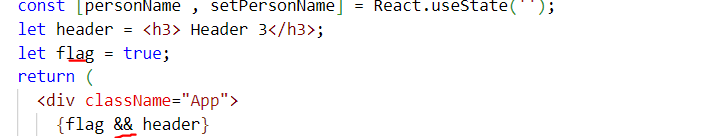 const [personName , setPersonName] = React.useState('');
let header = <h3> Header 3</h3>;
let flag = true;
return (
<div className="App">
{flag && header}